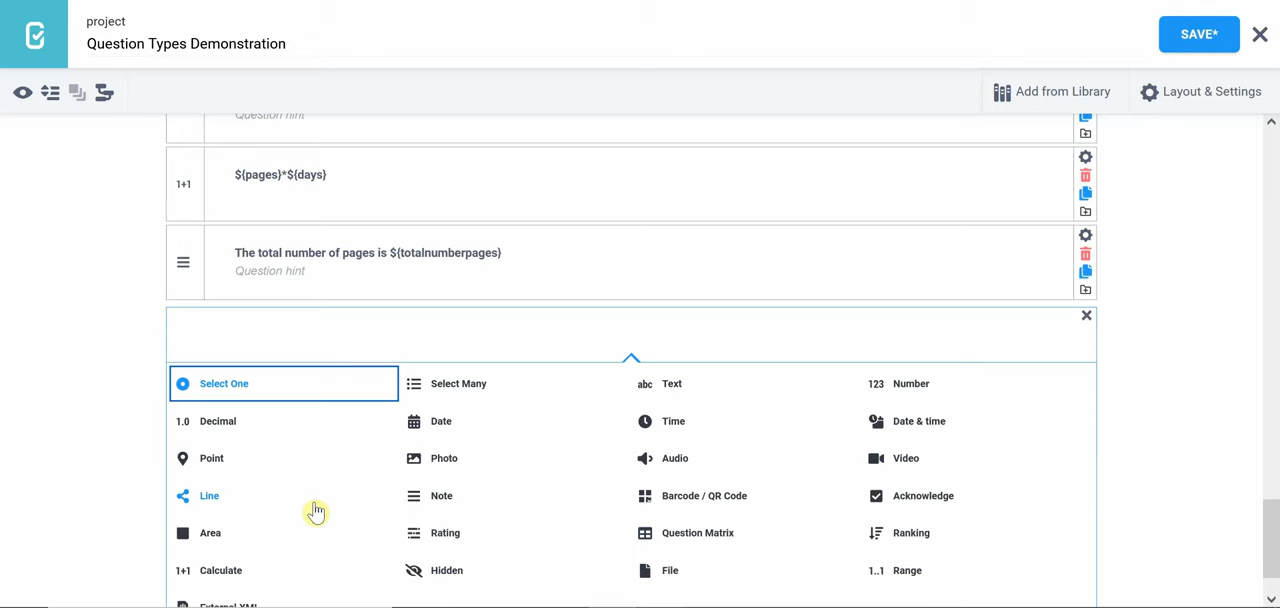 project
Question Types Demonstration
SAVE*
Add from Library
Layout & Settings
Question hint
1+1
${pages}*${days}
The total number of pages is ${totalnumberpages}
Question hint
Select One
Select Many
abc Text
123 Number
1.0 Decimal
Date
Time
Date & time
Point
Photo
Audio
Video
Line
Note
Barcode / QR Code
Acknowledge
Area
Rating
Question Matrix
Ranking
1+1 Calculate
Hidden
File
1..1 Range
External XML